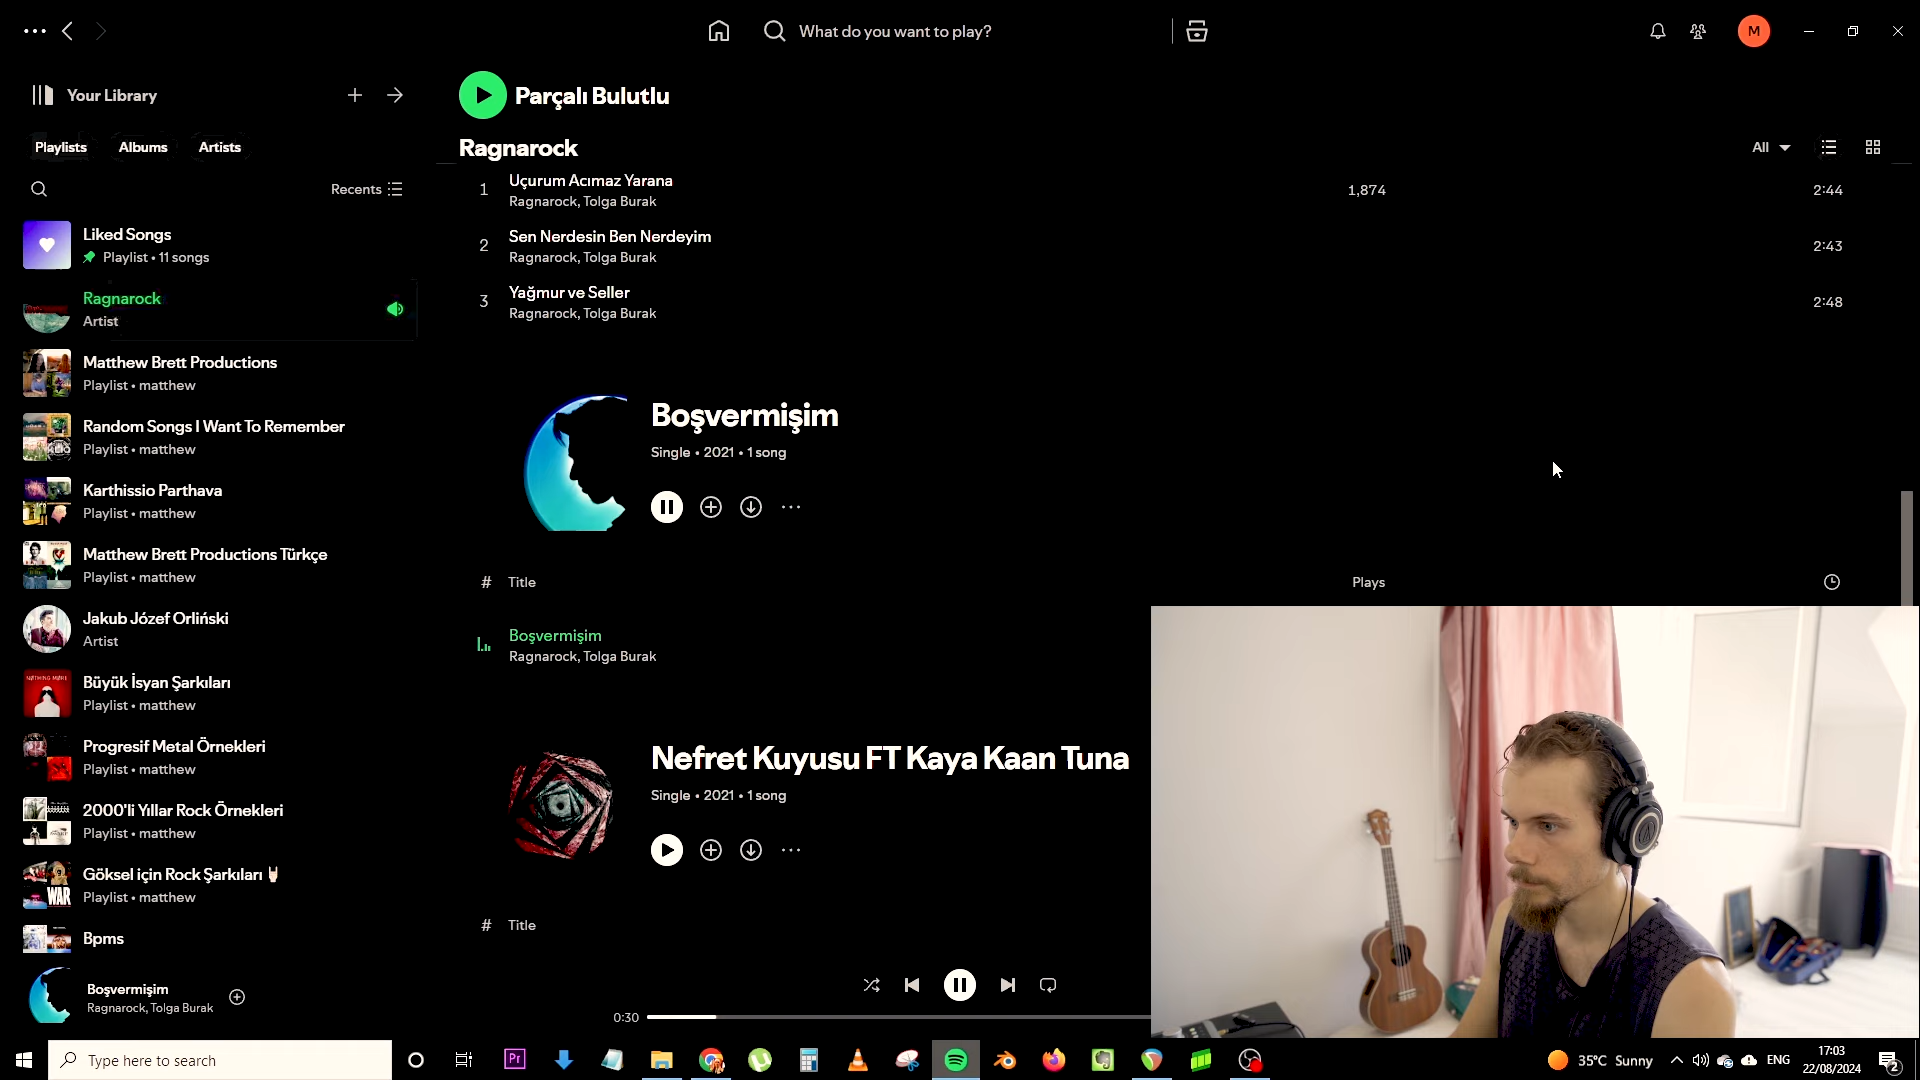 What do you want to play?
M
Your Library
Playlists
Albums
Artists
Recents
Liked Songs
Playlist • 11 songs
Ragnarock
Artist
Matthew Brett Productions
Playlist • matthew
Random Songs I Want To Remember
Playlist • matthew
Karthissio Parthava
Playlist • matthew
Matthew Brett Productions Türkçe
Playlist • matthew
Jakub Józef Orliński
Artist
Büyük İsyan Şarkıları
Playlist • matthew
Progresif Metal Örnekleri
Playlist • matthew
2000'li Yıllar Rock Örnekleri
Playlist • matthew
Göksel için Rock Şarkıları 🤘🏻
Playlist • matthew
Bpms
Boşvermişim
Ragnarock, Tolga Burak
Parçalı Bulutlu
Ragnarock
All
1 Uçurum Acımaz Yarana 1,874 2:44
Ragnarock, Tolga Burak
2 Sen Nerdesin Ben Nerdeyim 2:43
Ragnarock, Tolga Burak
3 Yağmur ve Seller 2:48
Ragnarock, Tolga Burak
Boşvermişim
Single • 2021 • 1 song
# Title Plays
Boşvermişim
Ragnarock, Tolga Burak
Nefret Kuyusu FT Kaya Kaan Tuna
Single • 2021 • 1 song
# Title
0:30
Type here to search
Pr
35°C Sunny
ENG
17:03
22/08/2024
2